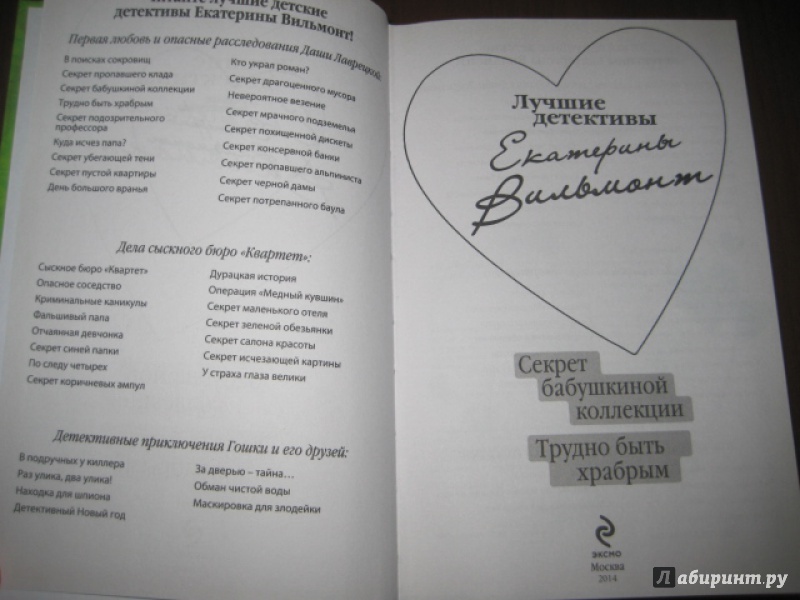 читайте лучшие детские
детективы Екатерины Вильмонт!
Первая любовь и опасные расследования Даши Лаврецкой:
В поисках сокровищ
Секрет пропавшего клада
Секрет бабушкиной коллекции
Трудно быть храбрым
Секрет подозрительного
профессора
Куда исчез папа?
Секрет убегающей тени
Секрет пустой квартиры
День большого вранья
Кто украл роман?
Секрет драгоценного мусора
Невероятное везение
Секрет мрачного подземелья
Секрет похищенной дискеты
Секрет консервной банки
Секрет пропавшего альпиниста
Секрет черной дамы
Секрет потрепанного баула
Дела сыскного бюро «Квартет»:
Сыскное бюро «Квартет»
Опасное соседство
Криминальные каникулы
Фальшивый папа
Отчаянная девчонка
Секрет синей папки
По следу четырех
Секрет коричневых ампул
Дурацкая история
Операция «Медный кувшин»
Секрет маленького отеля
Секрет зеленой обезьянки
Секрет салона красоты
Секрет исчезающей картины
У страха глаза велики
Детективные приключения Гошки и его друзей:
В подручных у киллера
Раз улика, два улика!
Находка для шпиона
Детективный Новый год
За дверью – тайна...
Обман чистой воды
Маскировка для злодейки
Лучшие
детективы
Екатерины
Вильмонт
Секрет
бабушкиной
коллекции
Трудно быть
храбрым
эксмо
Москва
2014
Лабиринт.ру